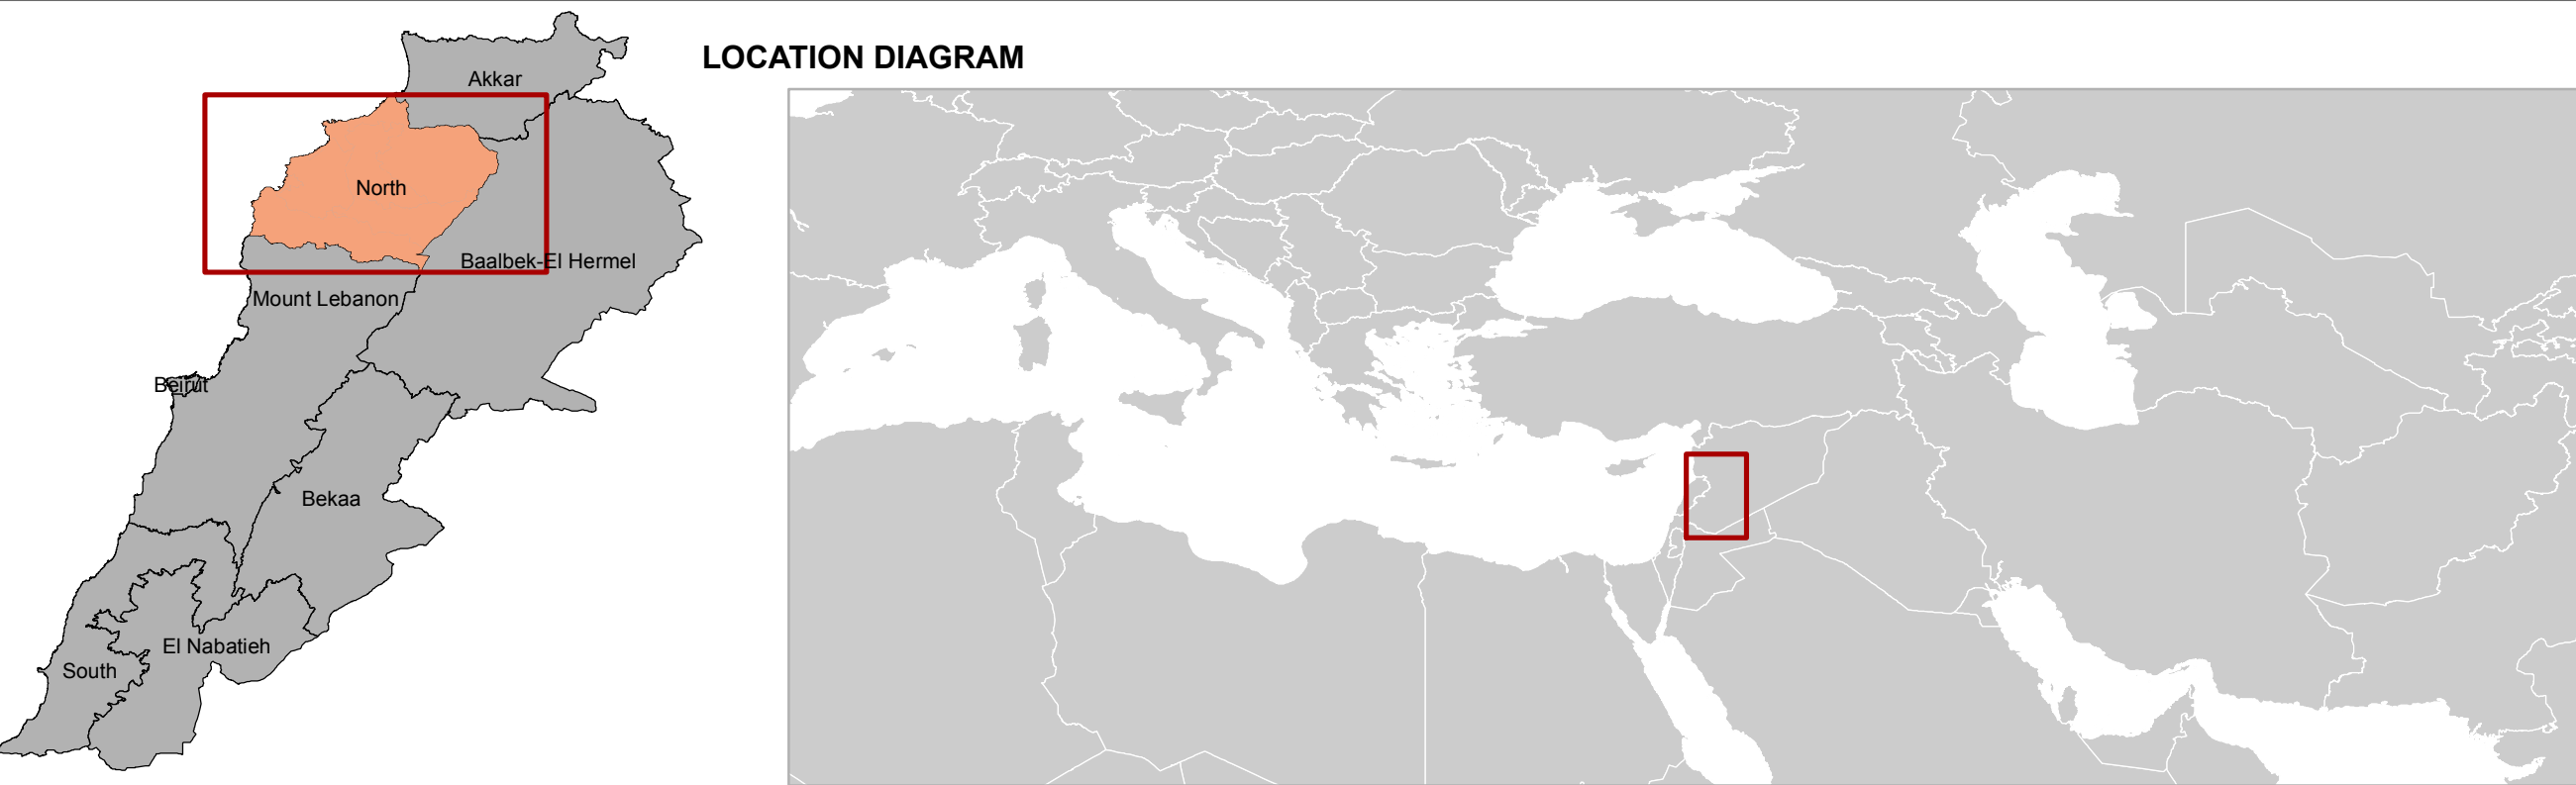 LOCATION DIAGRAM
Akkar
North
Baalbek-El Hermel
Mount Lebanon
Beirut
Bekaa
El Nabatieh
South